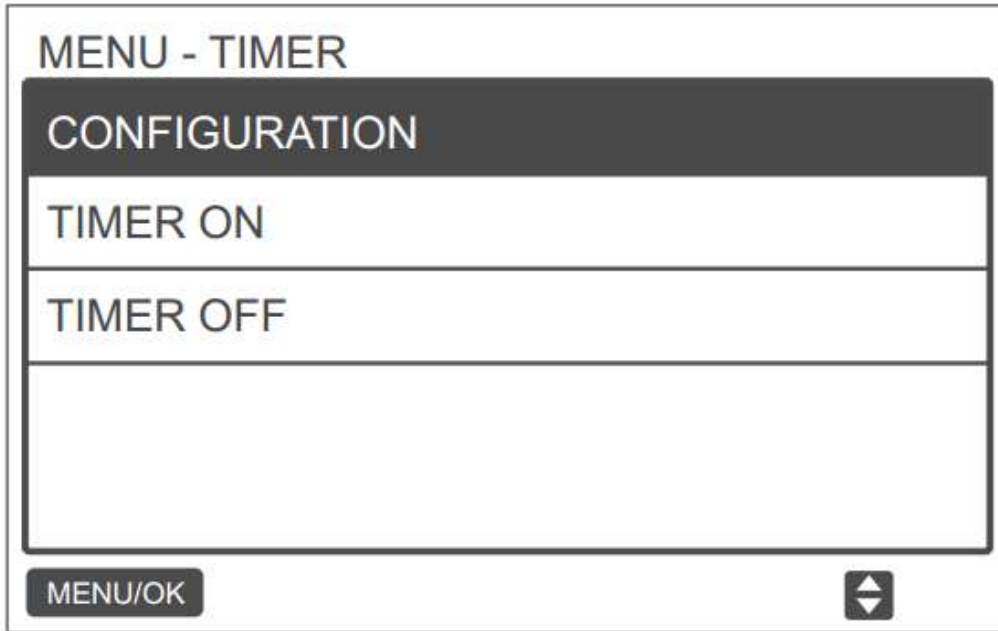 MENU - TIMER
CONFIGURATION
TIMER ON
TIMER OFF
MENU/OK